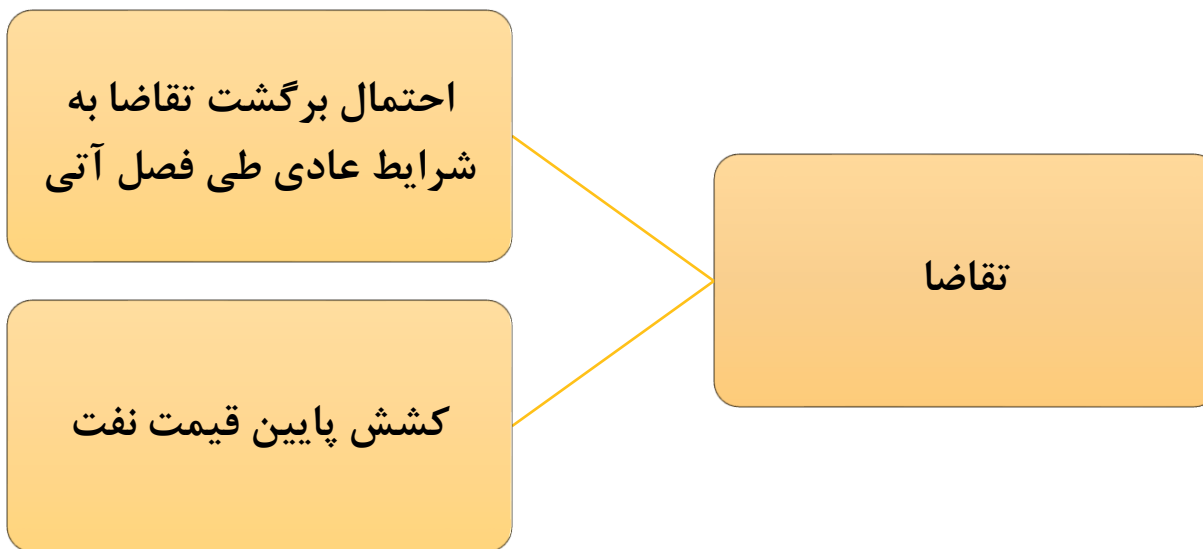 تقاضا
احتمال برگشت تقاضا به
شرایط عادی طی فصل آتی
کشش پایین قیمت نفت